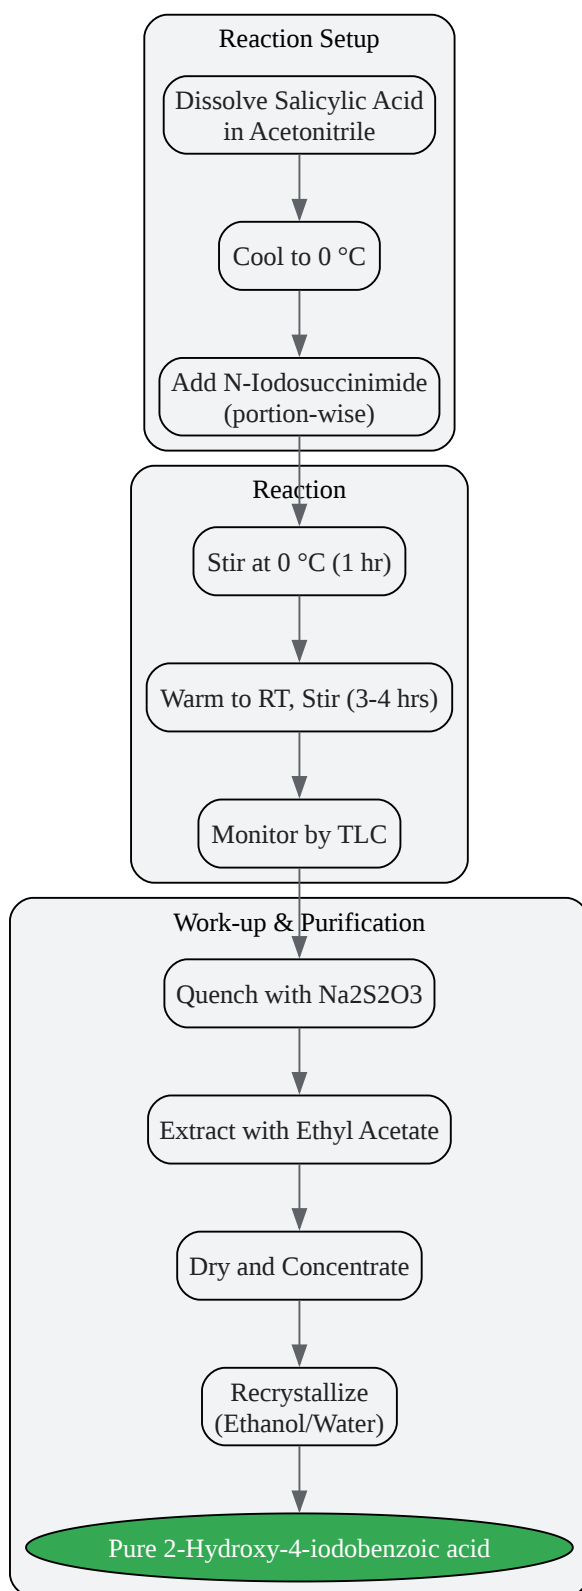 Reaction Setup
Dissolve Salicylic Acid
in Acetonitrile
Cool to 0 °C
Add N-Iodosuccinimide
(portion-wise)
Reaction
Stir at 0 °C (1 hr)
Warm to RT, Stir (3-4 hrs)
Monitor by TLC
Work-up & Purification
Quench with Na2S2O3
Extract with Ethyl Acetate
Dry and Concentrate
Recrystallize
(Ethanol/Water)
Pure 2-Hydroxy-4-iodobenzoic acid